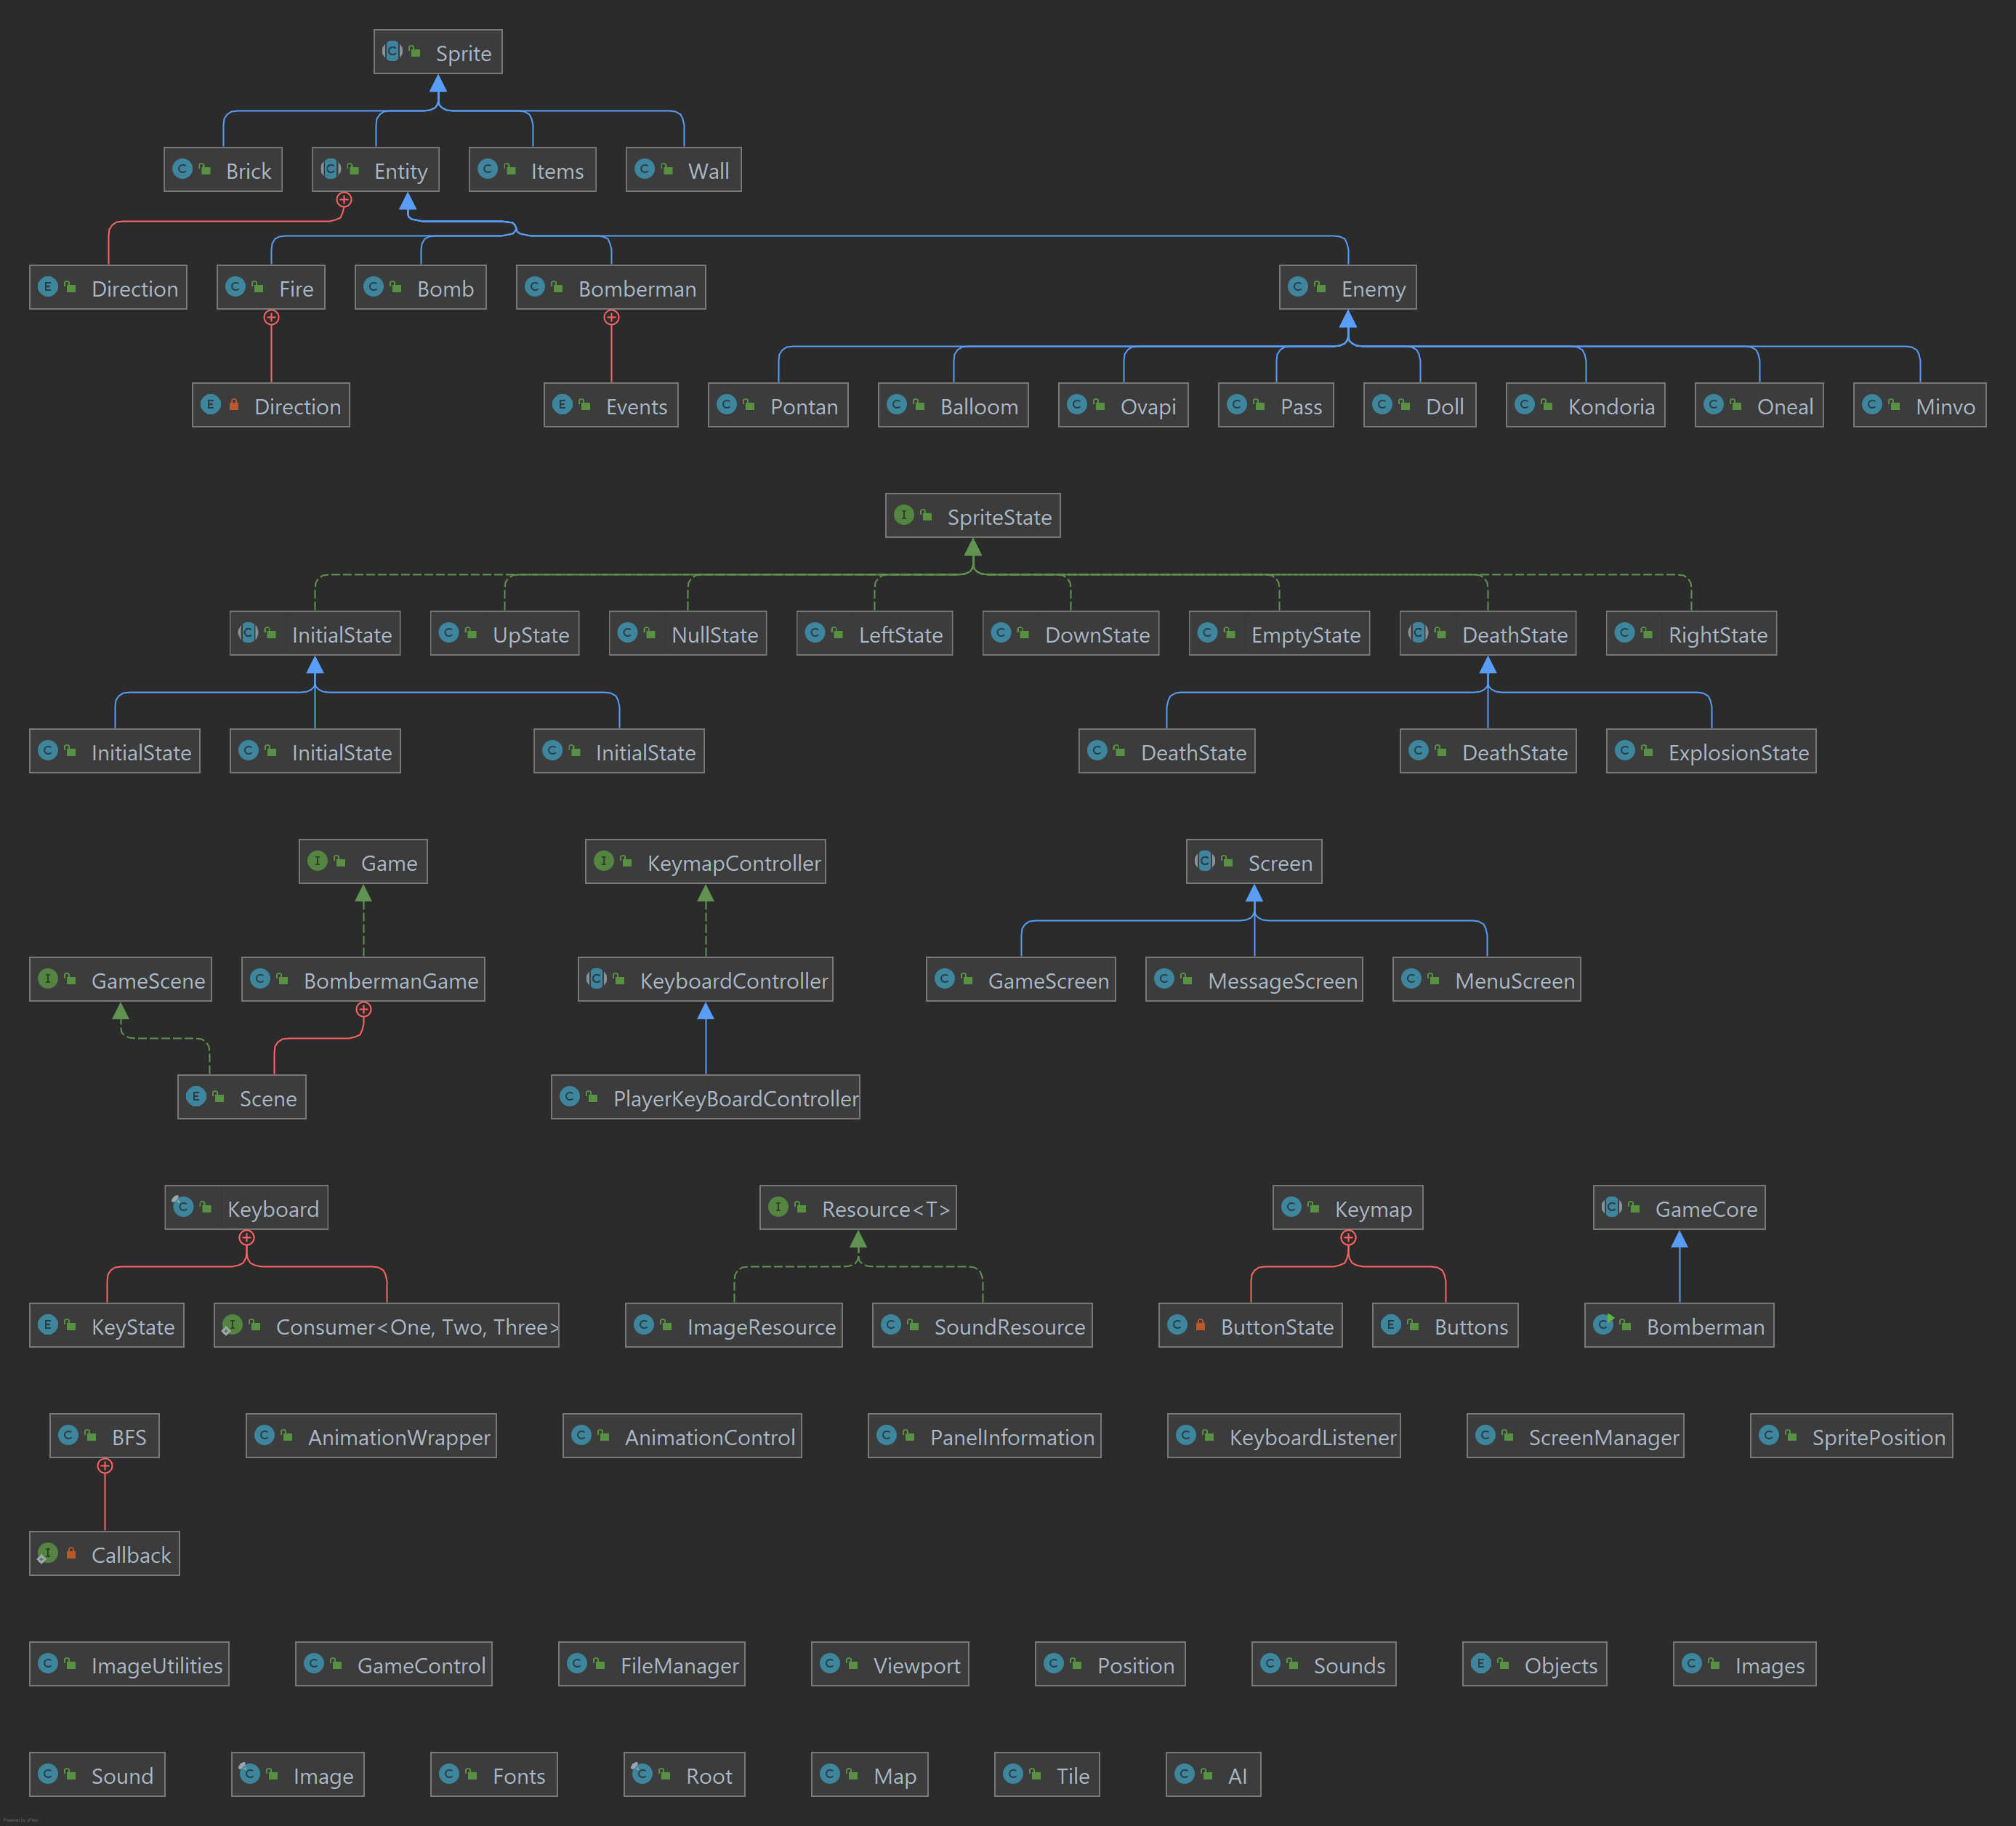 Sprite
Brick
Entity
Items
Wall
Direction
Fire
Bomb
Bomberman
Enemy
Direction
Events
Pontan
Balloom
Ovapi
Pass
Doll
Kondoria
Oneal
Minvo
SpriteState
InitialState
UpState
NullState
LeftState
DownState
EmptyState
DeathState
RightState
InitialState
InitialState
InitialState
DeathState
DeathState
ExplosionState
Game
KeymapController
Screen
GameScene
BombermanGame
KeyboardController
GameScreen
MessageScreen
MenuScreen
Scene
PlayerKeyBoardController
Keyboard
Resource<T>
Keymap
GameCore
KeyState
Consumer<One, Two, Three>
ImageResource
SoundResource
ButtonState
Buttons
Bomberman
BFS
AnimationWrapper
AnimationControl
PanelInformation
KeyboardListener
ScreenManager
SpritePosition
Callback
ImageUtilities
GameControl
FileManager
Viewport
Position
Sounds
Objects
Images
Sound
Image
Fonts
Root
Map
Tile
AI
Powered by yFiles